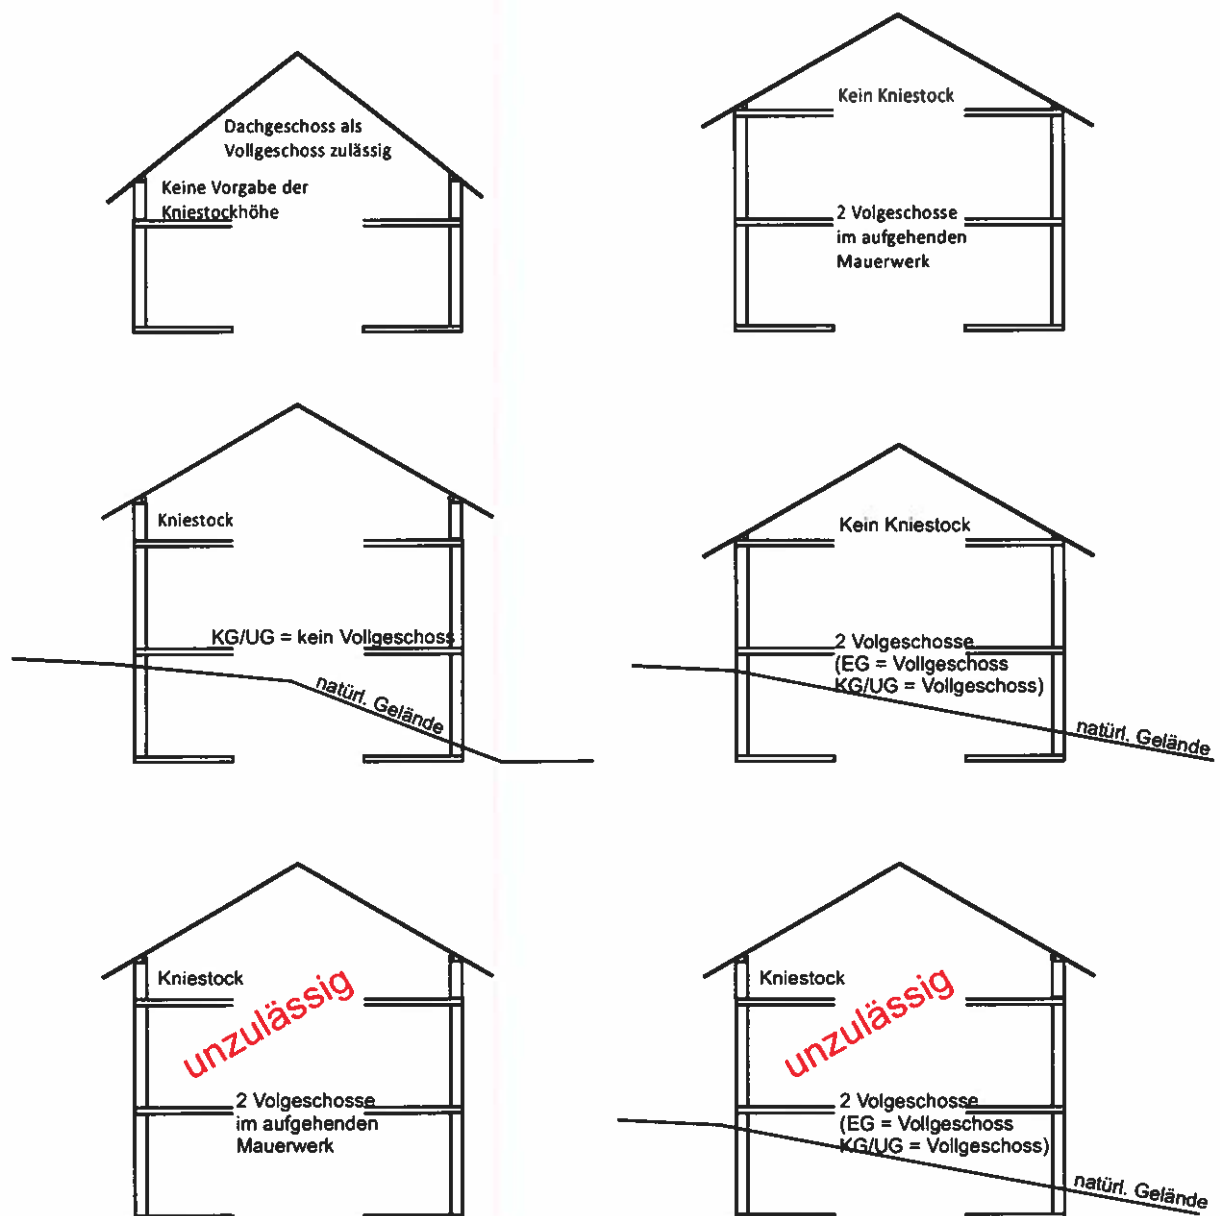 Dachgeschoss als
Vollgeschoss zulässig
Keine Vorgabe der
Kniestockhöhe
Kein Kniestock
2 Volgeschosse
im aufgehenden
Mauerwerk
Kniestock
KG/UG = kein Vollgeschoss
natürl. Gelände
Kein Kniestock
2 Volgeschosse
(EG = Vollgeschoss
KG/UG = Vollgeschoss)
natürl. Gelände
Kniestock
unzulässig
2 Volgeschosse
im aufgehenden
Mauerwerk
Kniestock
unzulässig
2 Volgeschosse
(EG = Vollgeschoss
KG/UG = Vollgeschoss)
natürl. Gelände